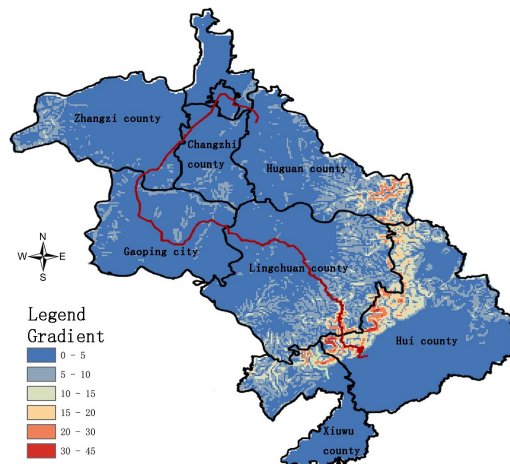 Zhangzi county
Changzhi
county
Huguan county
Gaoping city
Lingchuan county
Hui county
Xiuwu
county
N
W E
S
Legend
Gradient
0 - 5
5 - 10
10 - 15
15 - 20
20 - 30
30 - 45